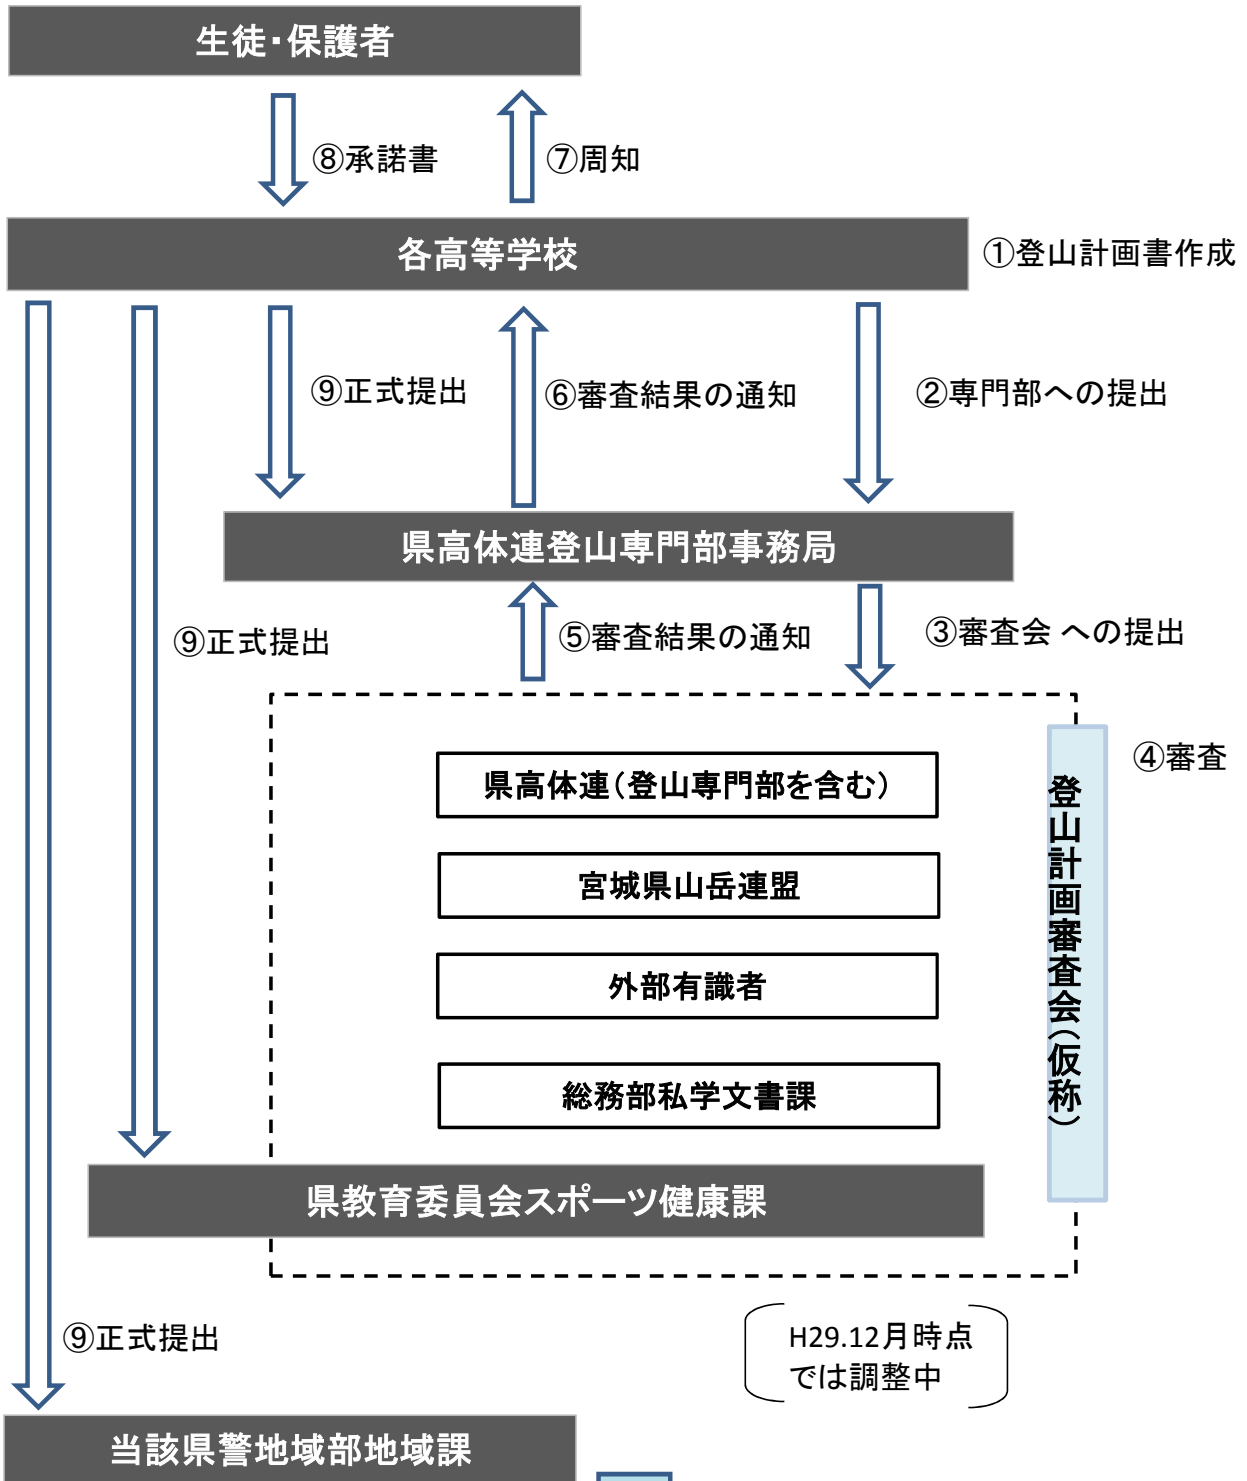 生徒・保護者
⑧承諾書
⑦周知
各高等学校
①登山計画書作成
⑨正式提出
⑥審査結果の通知
②専門部への提出
県高体連登山専門部事務局
⑨正式提出
⑤審査結果の通知
③審査会 への提出
④審査
県高体連（登山専門部を含む）
宮城県山岳連盟
外部有識者
総務部私学文書課
登山計画審査会（仮称）
県教育委員会スポーツ健康課
⑨正式提出
H29.12月時点
では調整中
当該県警地域部地域課